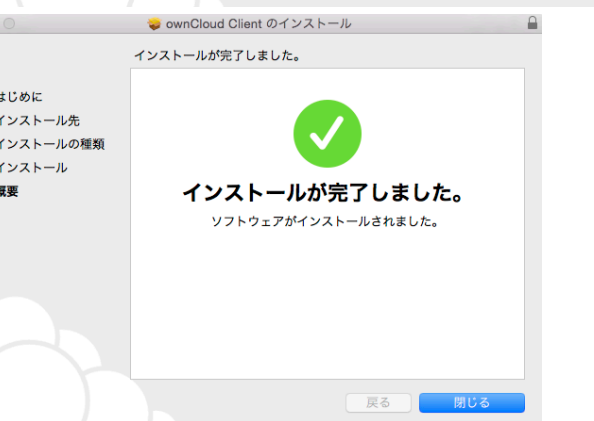 ownCloud Client のインストール
インストールが完了しました。
はじめに
インストール先
インストールの種類
インストール
概要
インストールが完了しました。
ソフトウェアがインストールされました。
戻る
閉じる